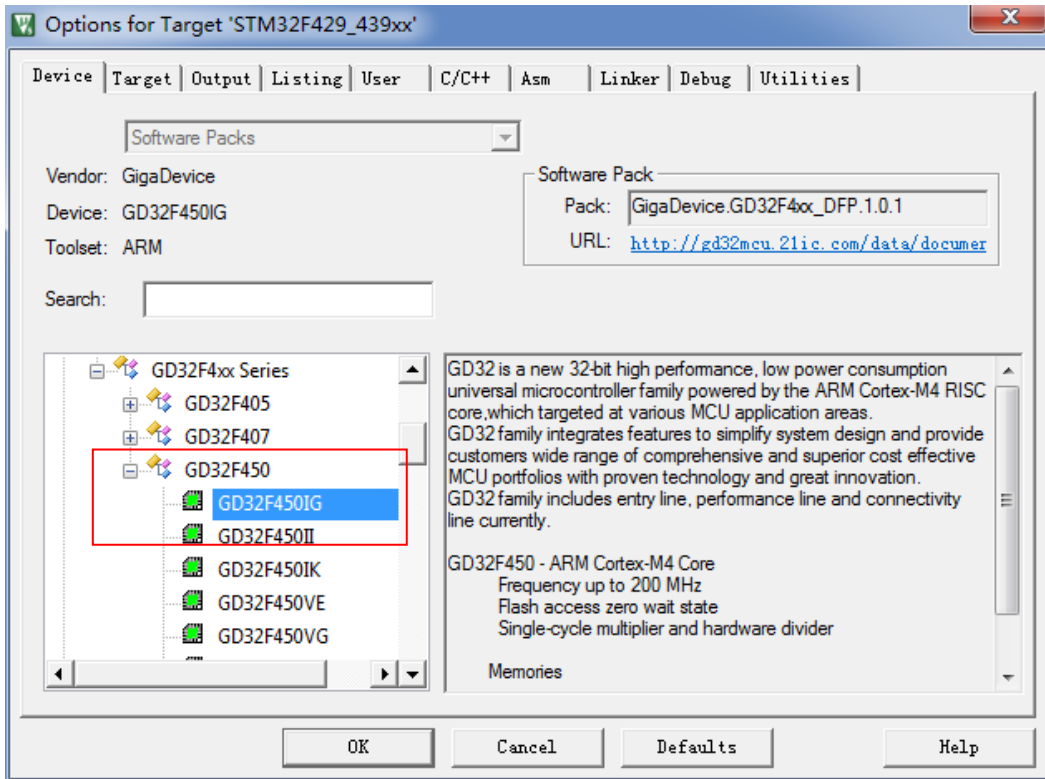 Options for Target 'STM32F429_439xx'
x
Device Target Output Listing User C/C++ Asm Linker Debug Utilities
Software Packs
Vendor: GigaDevice
Device: GD32F450IG
Toolset: ARM
Search:
Software Pack
Pack: GigaDevice.GD32F4xx_DFP.1.0.1
URL: http://gd32mcu.21ic.com/data/documer
GD32F4xx Series
GD32F405
GD32F407
GD32F450
GD32F450IG
GD32F450II
GD32F450IK
GD32F450VE
GD32F450VG
GD32 is a new 32-bit high performance, low power consumption
universal microcontroller family powered by the ARM Cortex-M4 RISC
core,which targeted at various MCU application areas.
GD32 family integrates features to simplify system design and provide
customers wide range of comprehensive and superior cost effective
MCU portfolios with proven technology and great innovation.
GD32 family includes entry line, performance line and connectivity
line currently.
GD32F450 - ARM Cortex-M4 Core
Frequency up to 200 MHz
Flash access zero wait state
Single-cycle multiplier and hardware divider
Memories
OK Cancel Defaults Help